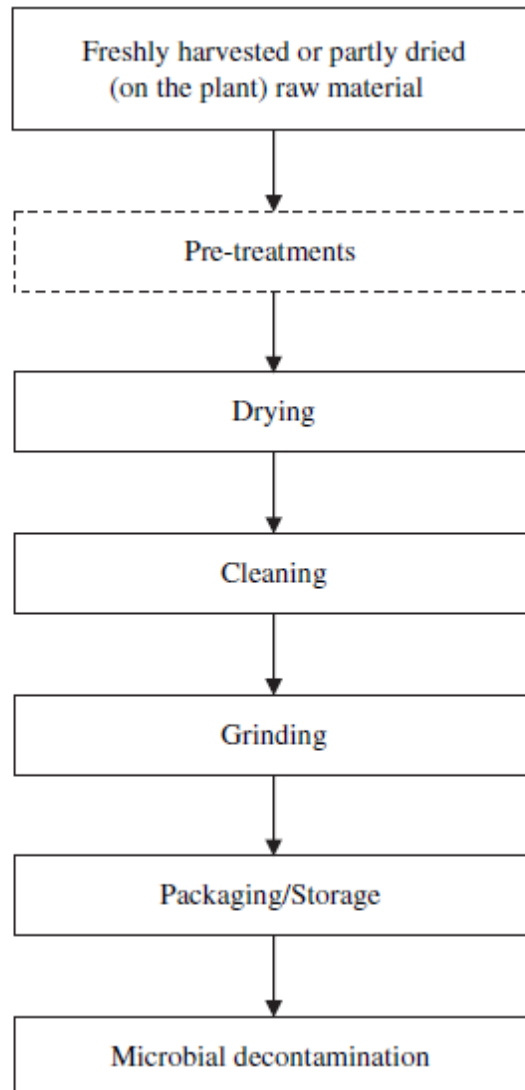 Freshly harvested or partly dried
(on the plant) raw material
Pre-treatments
Drying
Cleaning
Grinding
Packaging/Storage
Microbial decontamination